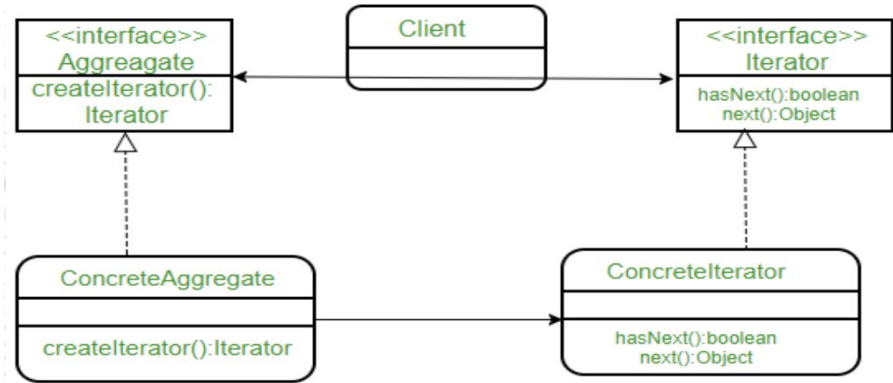 <<interface>>
Aggreagate
createIterator():
Iterator
Client
<<interface>>
Iterator
hasNext():boolean
next():Object
ConcreteAggregate
createIterator():Iterator
ConcreteIterator
hasNext():boolean
next():Object